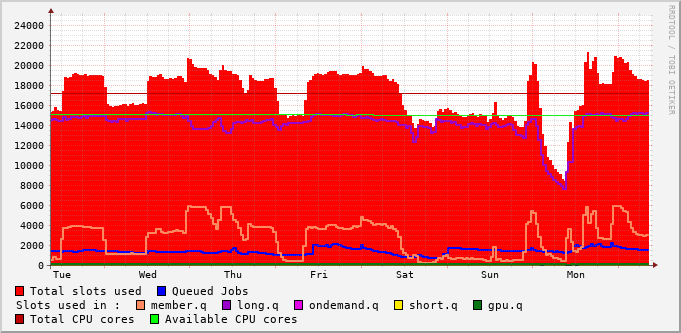 24000
22000
20000
18000
16000
14000
12000
10000
8000
6000
4000
2000
0
Tue Wed Thu Fri Sat Sun Mon
RRDTOOL / TOBI OETIKER
Total slots used Queued Jobs
Slots used in : member.q long.q ondemand.q short.q gpu.q
Total CPU cores Available CPU cores